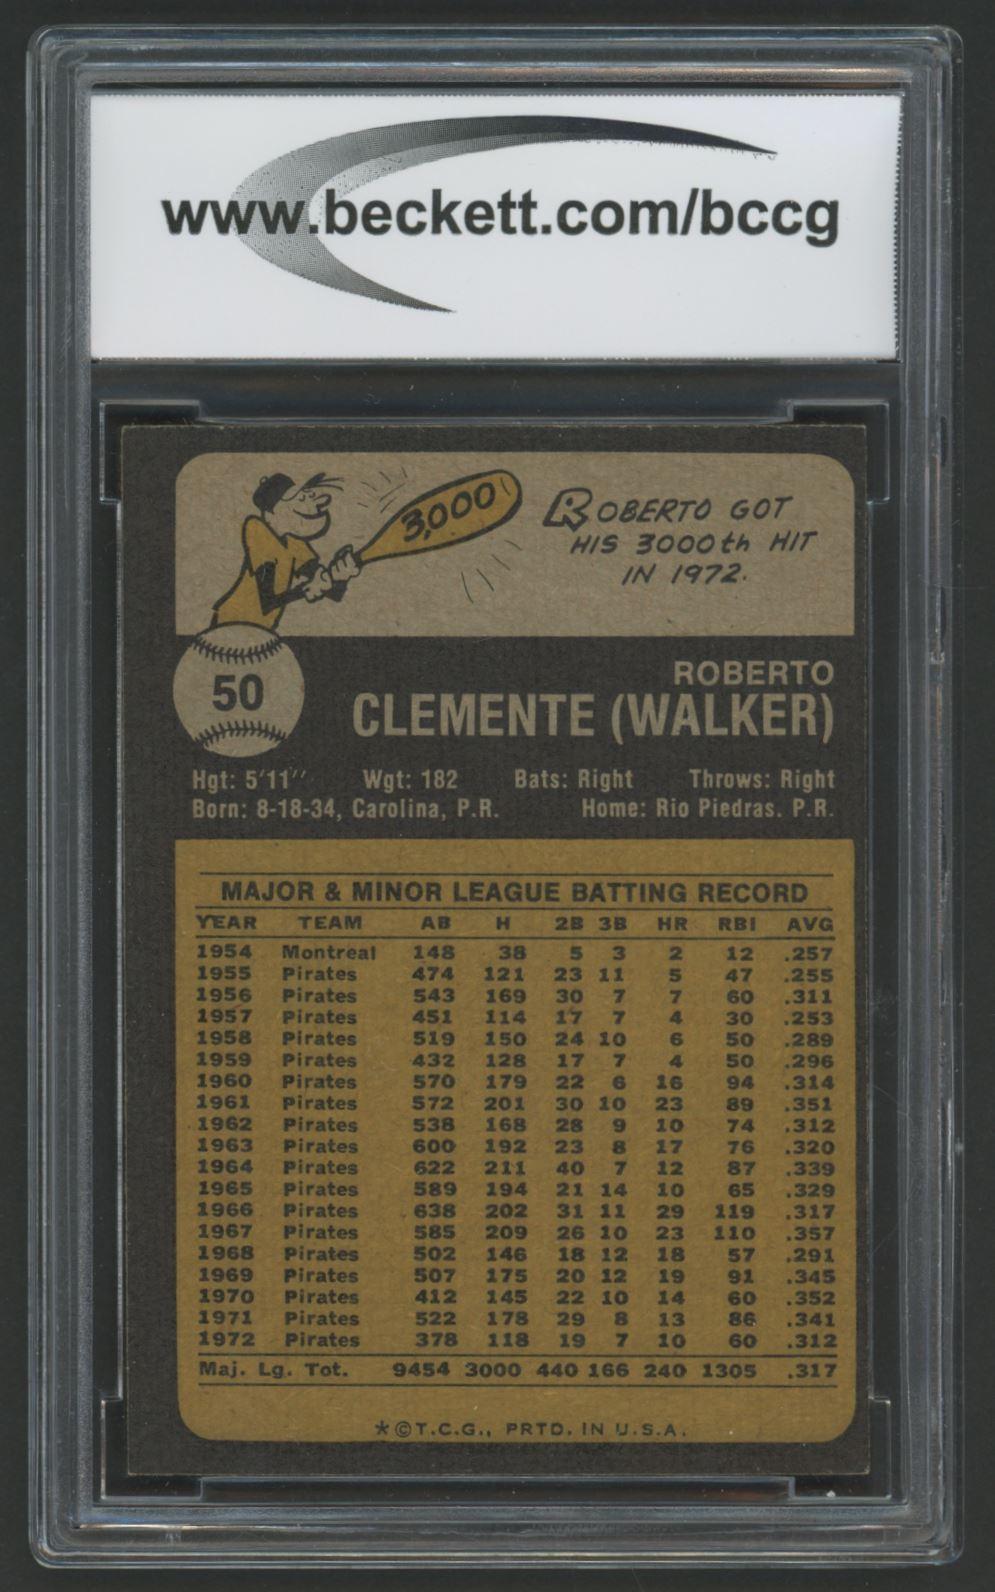 www.beckett.com/bccg
3,000
ROBERTO GOT
HIS 3000th HIT
IN 1972.
50
ROBERTO
CLEMENTE (WALKER)
Hgt: 5'11" Wgt: 182 Bats: Right Throws: Right
Born: 8-18-34, Carolina, P.R. Home: Rio Piedras. P.R.
MAJOR & MINOR LEAGUE BATTING RECORD
YEAR TEAM AB H 2B 3B HR RBI AVG
1954 Montreal 148 38 5 3 2 12 .257
1955 Pirates 474 121 23 11 5 47 .255
1956 Pirates 543 169 30 7 7 60 .311
1957 Pirates 451 114 17 7 4 30 .253
1958 Pirates 519 150 24 10 6 50 .289
1959 Pirates 432 128 17 7 4 50 .296
1960 Pirates 570 179 22 6 16 94 .314
1961 Pirates 572 201 30 10 23 89 .351
1962 Pirates 538 168 28 9 10 74 .312
1963 Pirates 600 192 23 8 17 76 .320
1964 Pirates 622 211 40 7 12 87 .339
1965 Pirates 589 194 21 14 10 65 .329
1966 Pirates 638 202 31 11 29 119 .317
1967 Pirates 585 209 26 10 23 110 .357
1968 Pirates 502 146 18 12 18 57 .291
1969 Pirates 507 175 20 12 19 91 .345
1970 Pirates 412 145 22 10 14 60 .352
1971 Pirates 522 178 29 8 13 86 .341
1972 Pirates 378 118 19 7 10 60 .312
Maj. Lg. Tot. 9454 3000 440 166 240 1305 .317
*©T.C.G., PRTD. IN U.S.A.